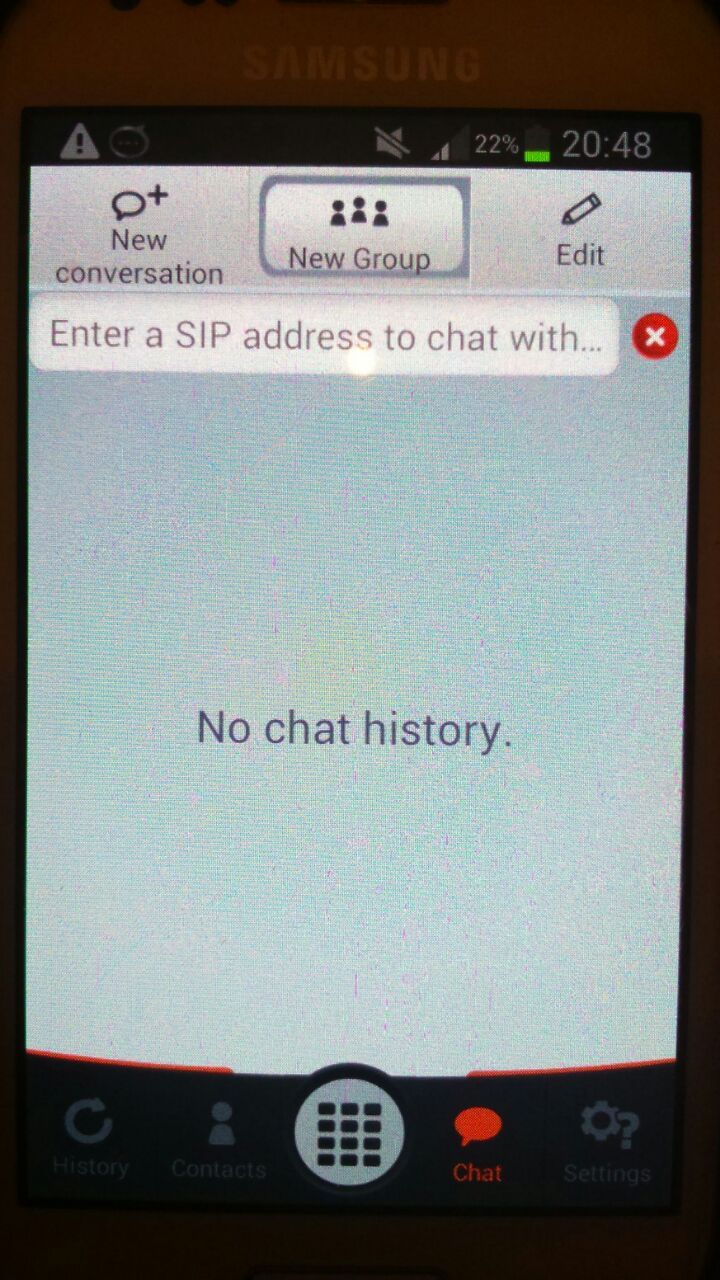 SAMSUNG
22% 20:48
New
conversation
New Group
Edit
Enter a SIP address to chat with...
No chat history.
History
Contacts
Chat
Settings